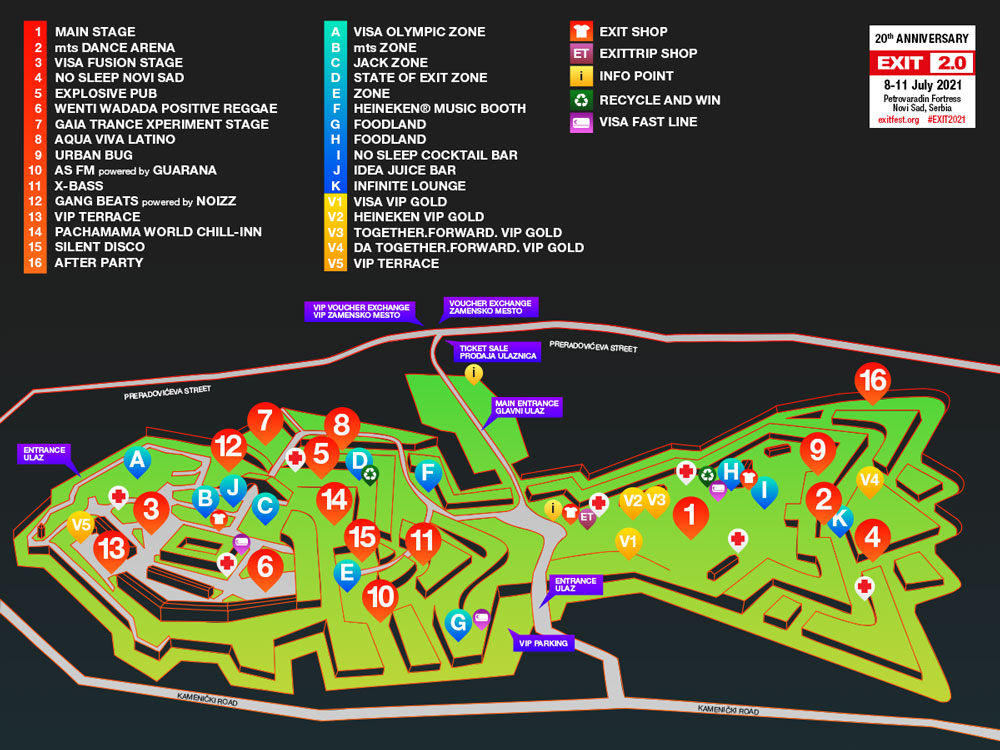 1 MAIN STAGE
2 mts DANCE ARENA
3 VISA FUSION STAGE
4 NO SLEEP NOVI SAD
5 EXPLOSIVE PUB
6 WENTI WADADA POSITIVE REGGAE
7 GAIA TRANCE XPERIMENT STAGE
8 AQUA VIVA LATINO
9 URBAN BUG
10 AS FM powered by GUARANA
11 X-BASS
12 GANG BEATS powered by NOIZZ
13 VIP TERRACE
14 PACHAMAMA WORLD CHILL-INN
15 SILENT DISCO
16 AFTER PARTY
A VISA OLYMPIC ZONE
B mts ZONE
C JACK ZONE
D STATE OF EXIT ZONE
E ZONE
F HEINEKEN® MUSIC BOOTH
G FOODLAND
H FOODLAND
I NO SLEEP COCKTAIL BAR
J IDEA JUICE BAR
K INFINITE LOUNGE
V1 VISA VIP GOLD
V2 HEINEKEN VIP GOLD
V3 TOGETHER.FORWARD. VIP GOLD
V4 DA TOGETHER.FORWARD. VIP GOLD
V5 VIP TERRACE
EXIT SHOP
ET EXITTRIP SHOP
i INFO POINT
RECYCLE AND WIN
VISA FAST LINE
20th ANNIVERSARY
EXIT 2.0
8-11 July 2021
Petrovaradin Fortress
Novi Sad, Serbia
exitfest.org #EXIT2021
VIP VOUCHER EXCHANGE
VIP ZAMENSKO MESTO
VOUCHER EXCHANGE
ZAMENSKO MESTO
TICKET SALE
PRODAJA ULAZNICA
PRERADOVIĆEVA STREET
PRERADOVIĆEVA STREET
i
MAIN ENTRANCE
GLAVNI ULAZ
16
7
8
12
5
9
ENTRANCE
ULAZ
A
D
F
H
I
J
B
C
14
V4
V2
V3
2
K
3
V5
13
i
ET
1
15
11
V1
4
6
E
10
ENTRANCE
ULAZ
G
VIP PARKING
KAMENIČKI ROAD
KAMENIČKI ROAD